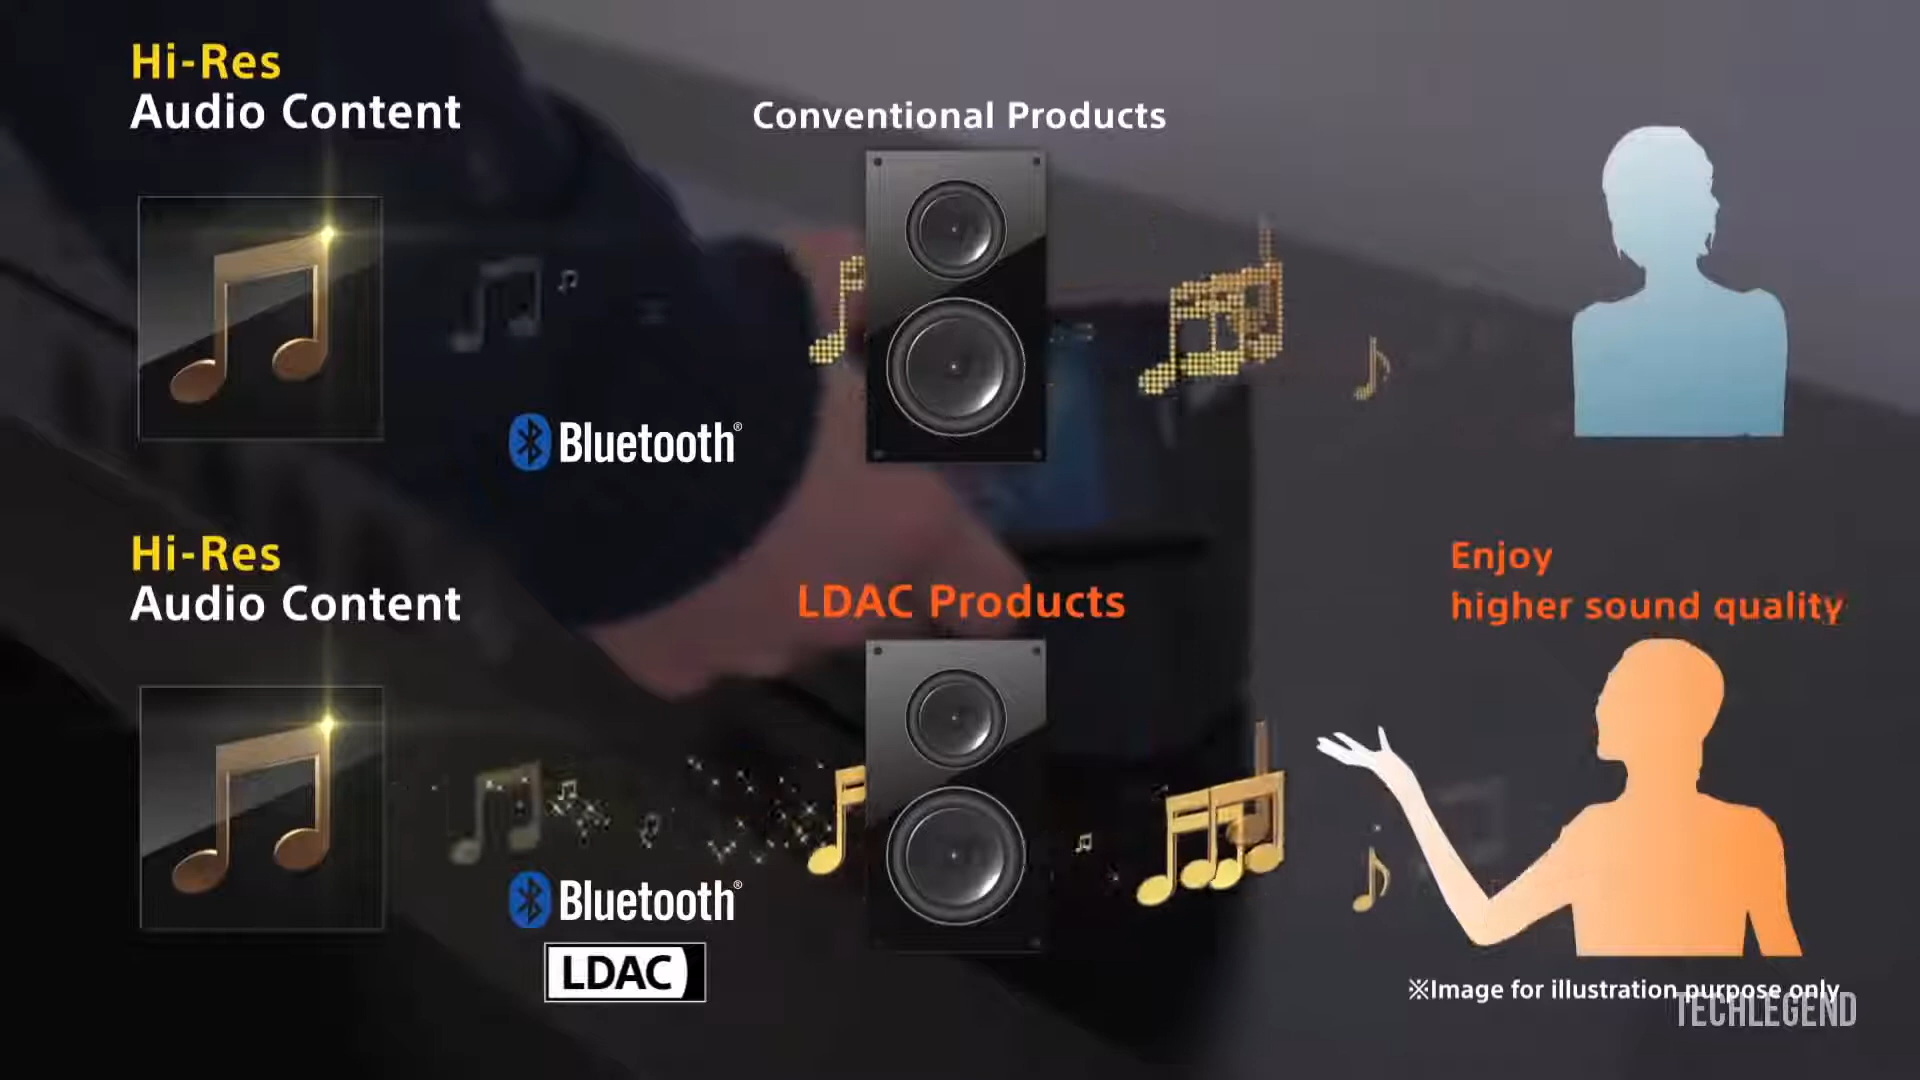 Hi-Res
Audio Content
Conventional Products
Bluetooth®
Hi-Res
Audio Content
LDAC Products
Enjoy
higher sound quality
Bluetooth®
LDAC
※Image for illustration purpose only
TECHLEGEND